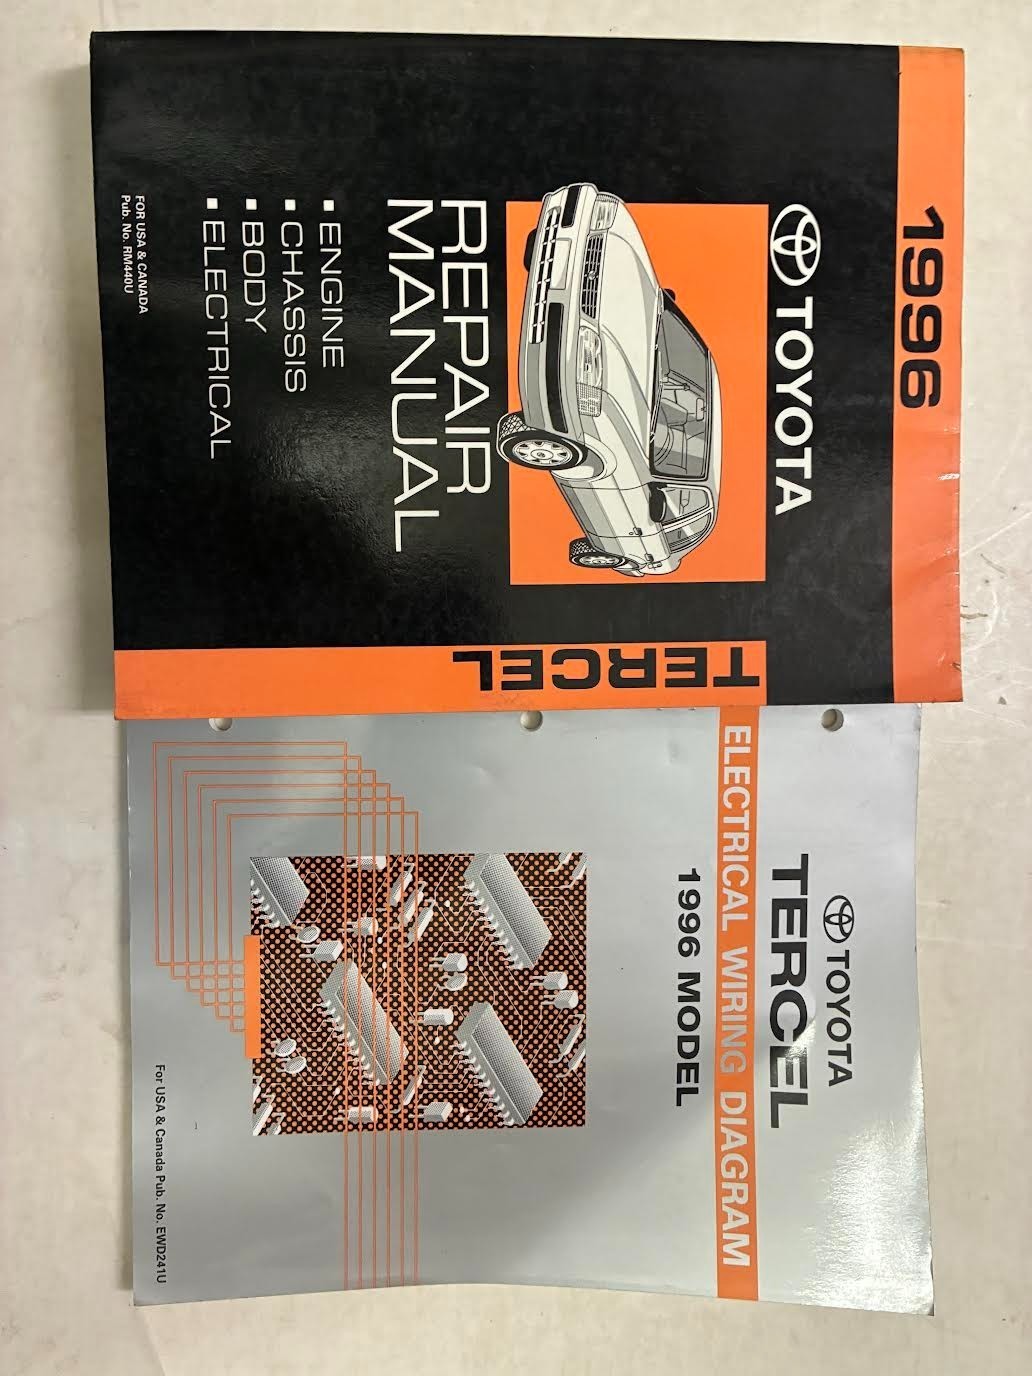 1996
TOYOTA
REPAIR
MANUAL
▪ ENGINE
▪ CHASSIS
▪ BODY
▪ ELECTRICAL
FOR USA & CANADA
Pub. No. RM440U
TERCEL
TOYOTA
TERCEL
ELECTRICAL WIRING DIAGRAM
1996 MODEL
For USA & Canada Pub. No. EWD241U